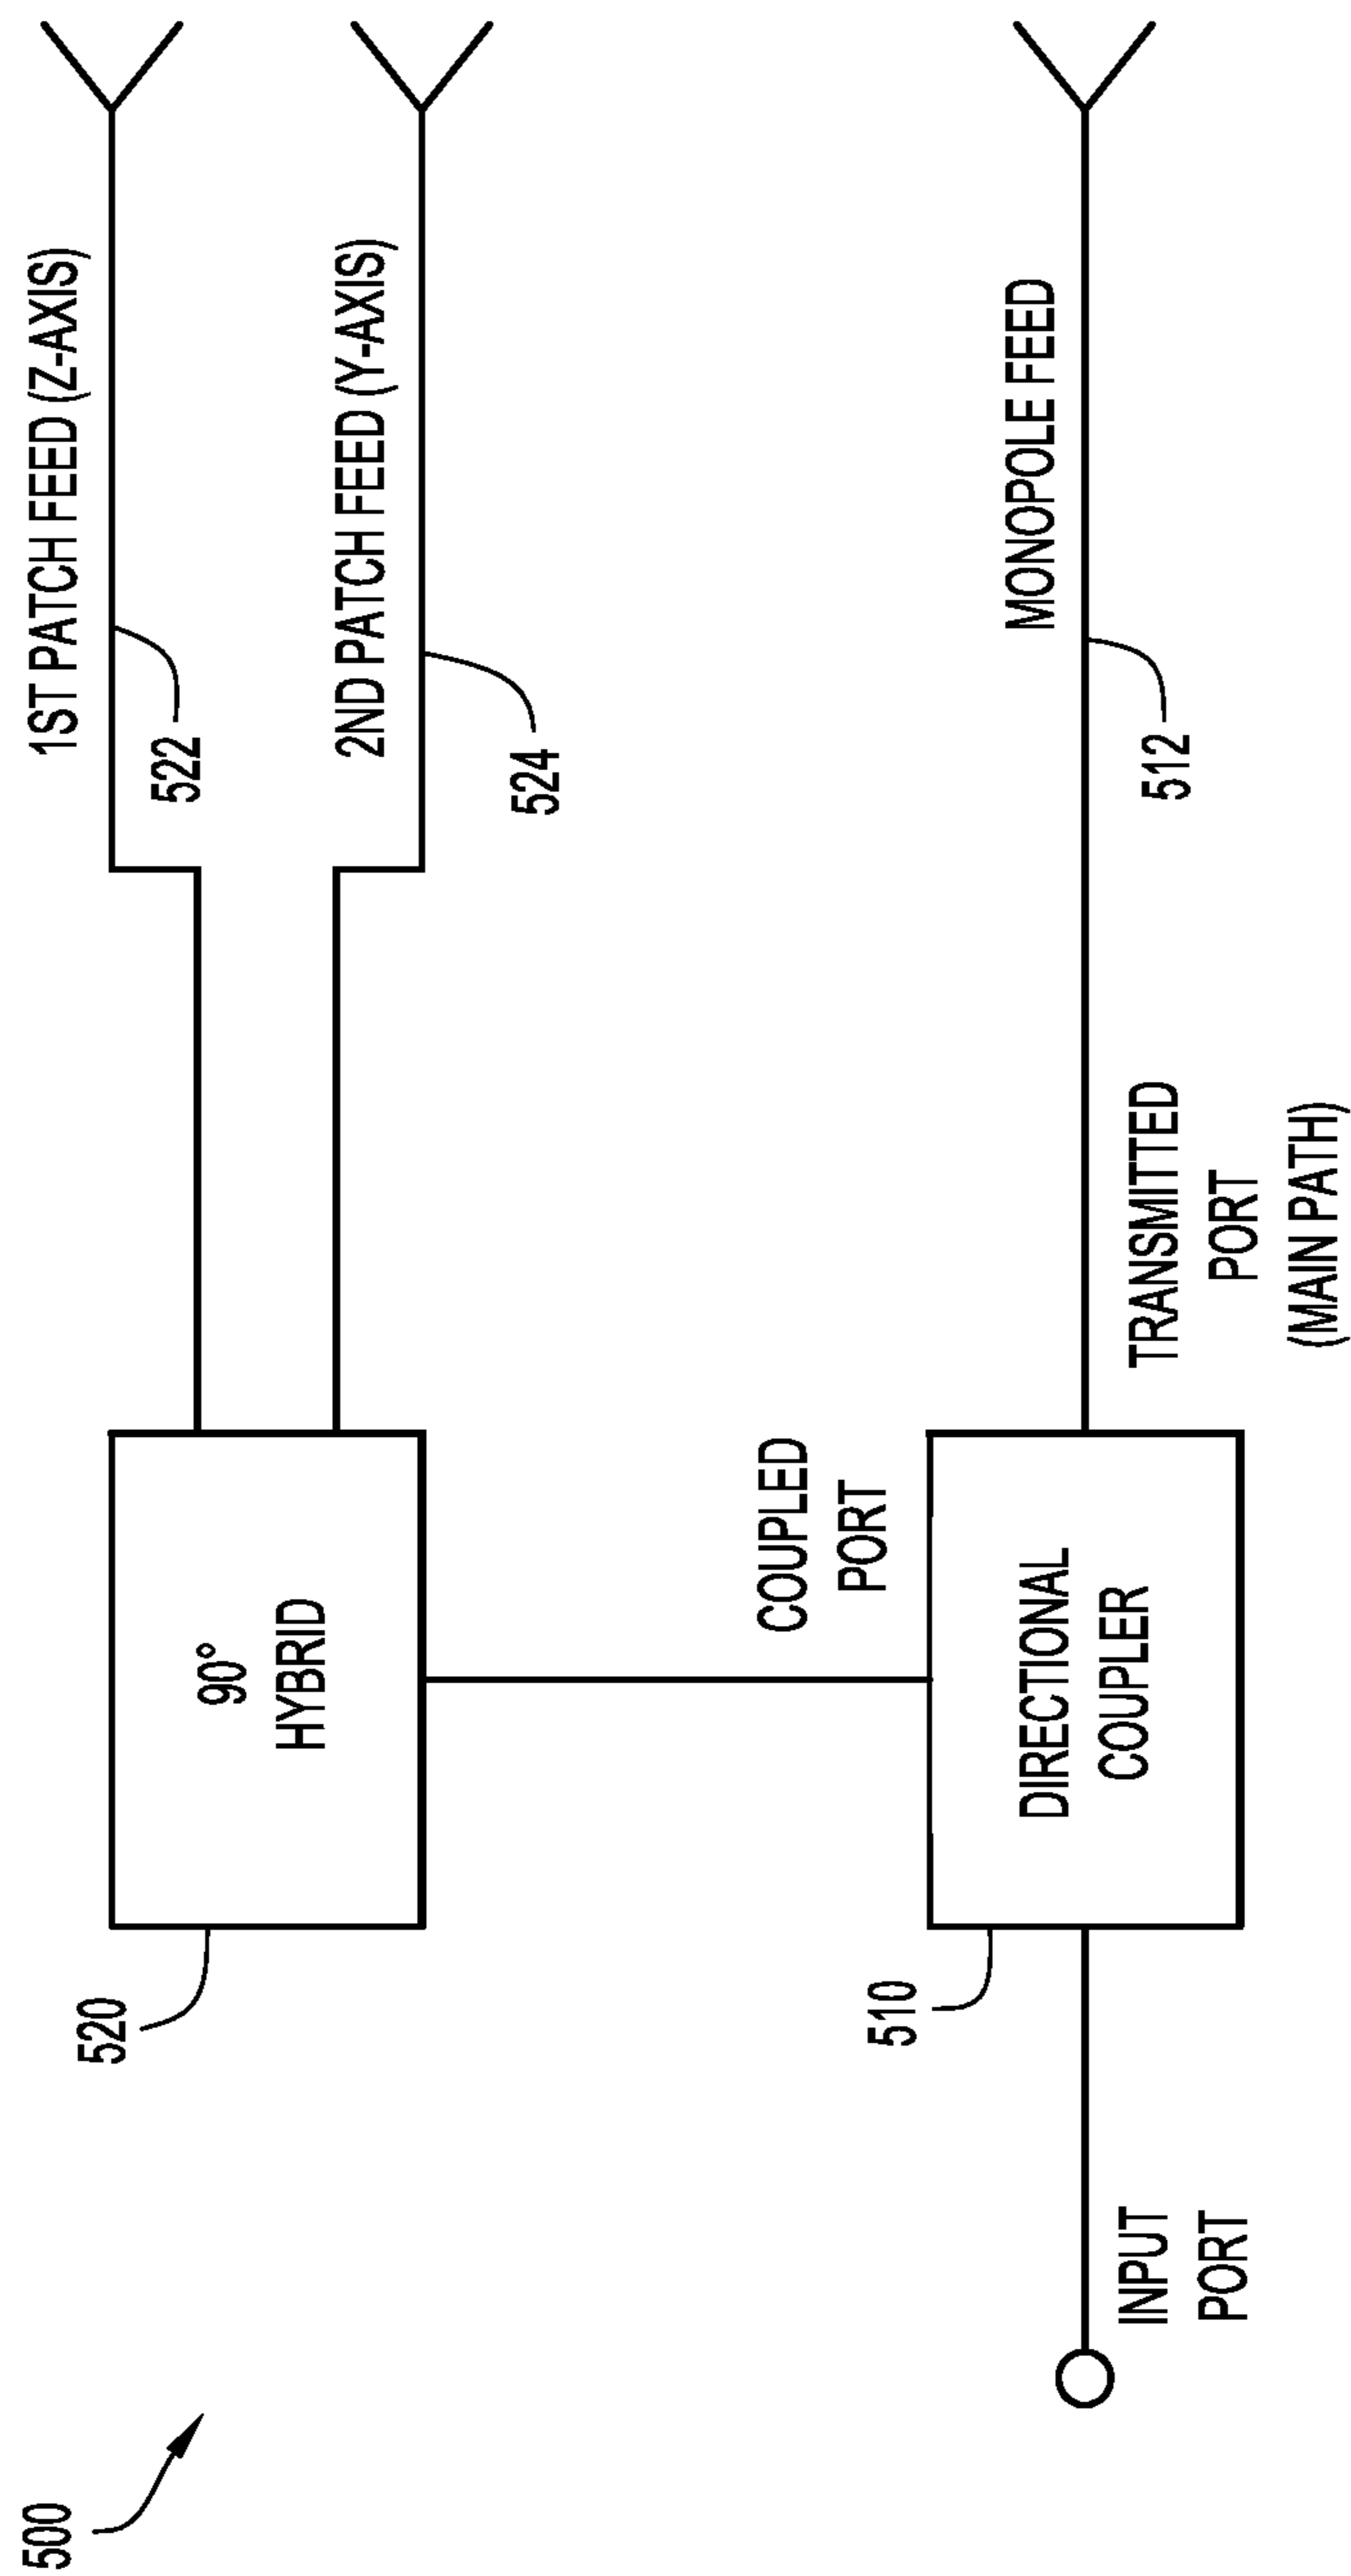 500
520
90°
HYBRID
1ST PATCH FEED (Z-AXIS)
522
2ND PATCH FEED (Y-AXIS)
524
COUPLED
PORT
510
DIRECTIONAL
COUPLER
INPUT
PORT
MONOPOLE FEED
512
TRANSMITTED
PORT
(MAIN PATH)